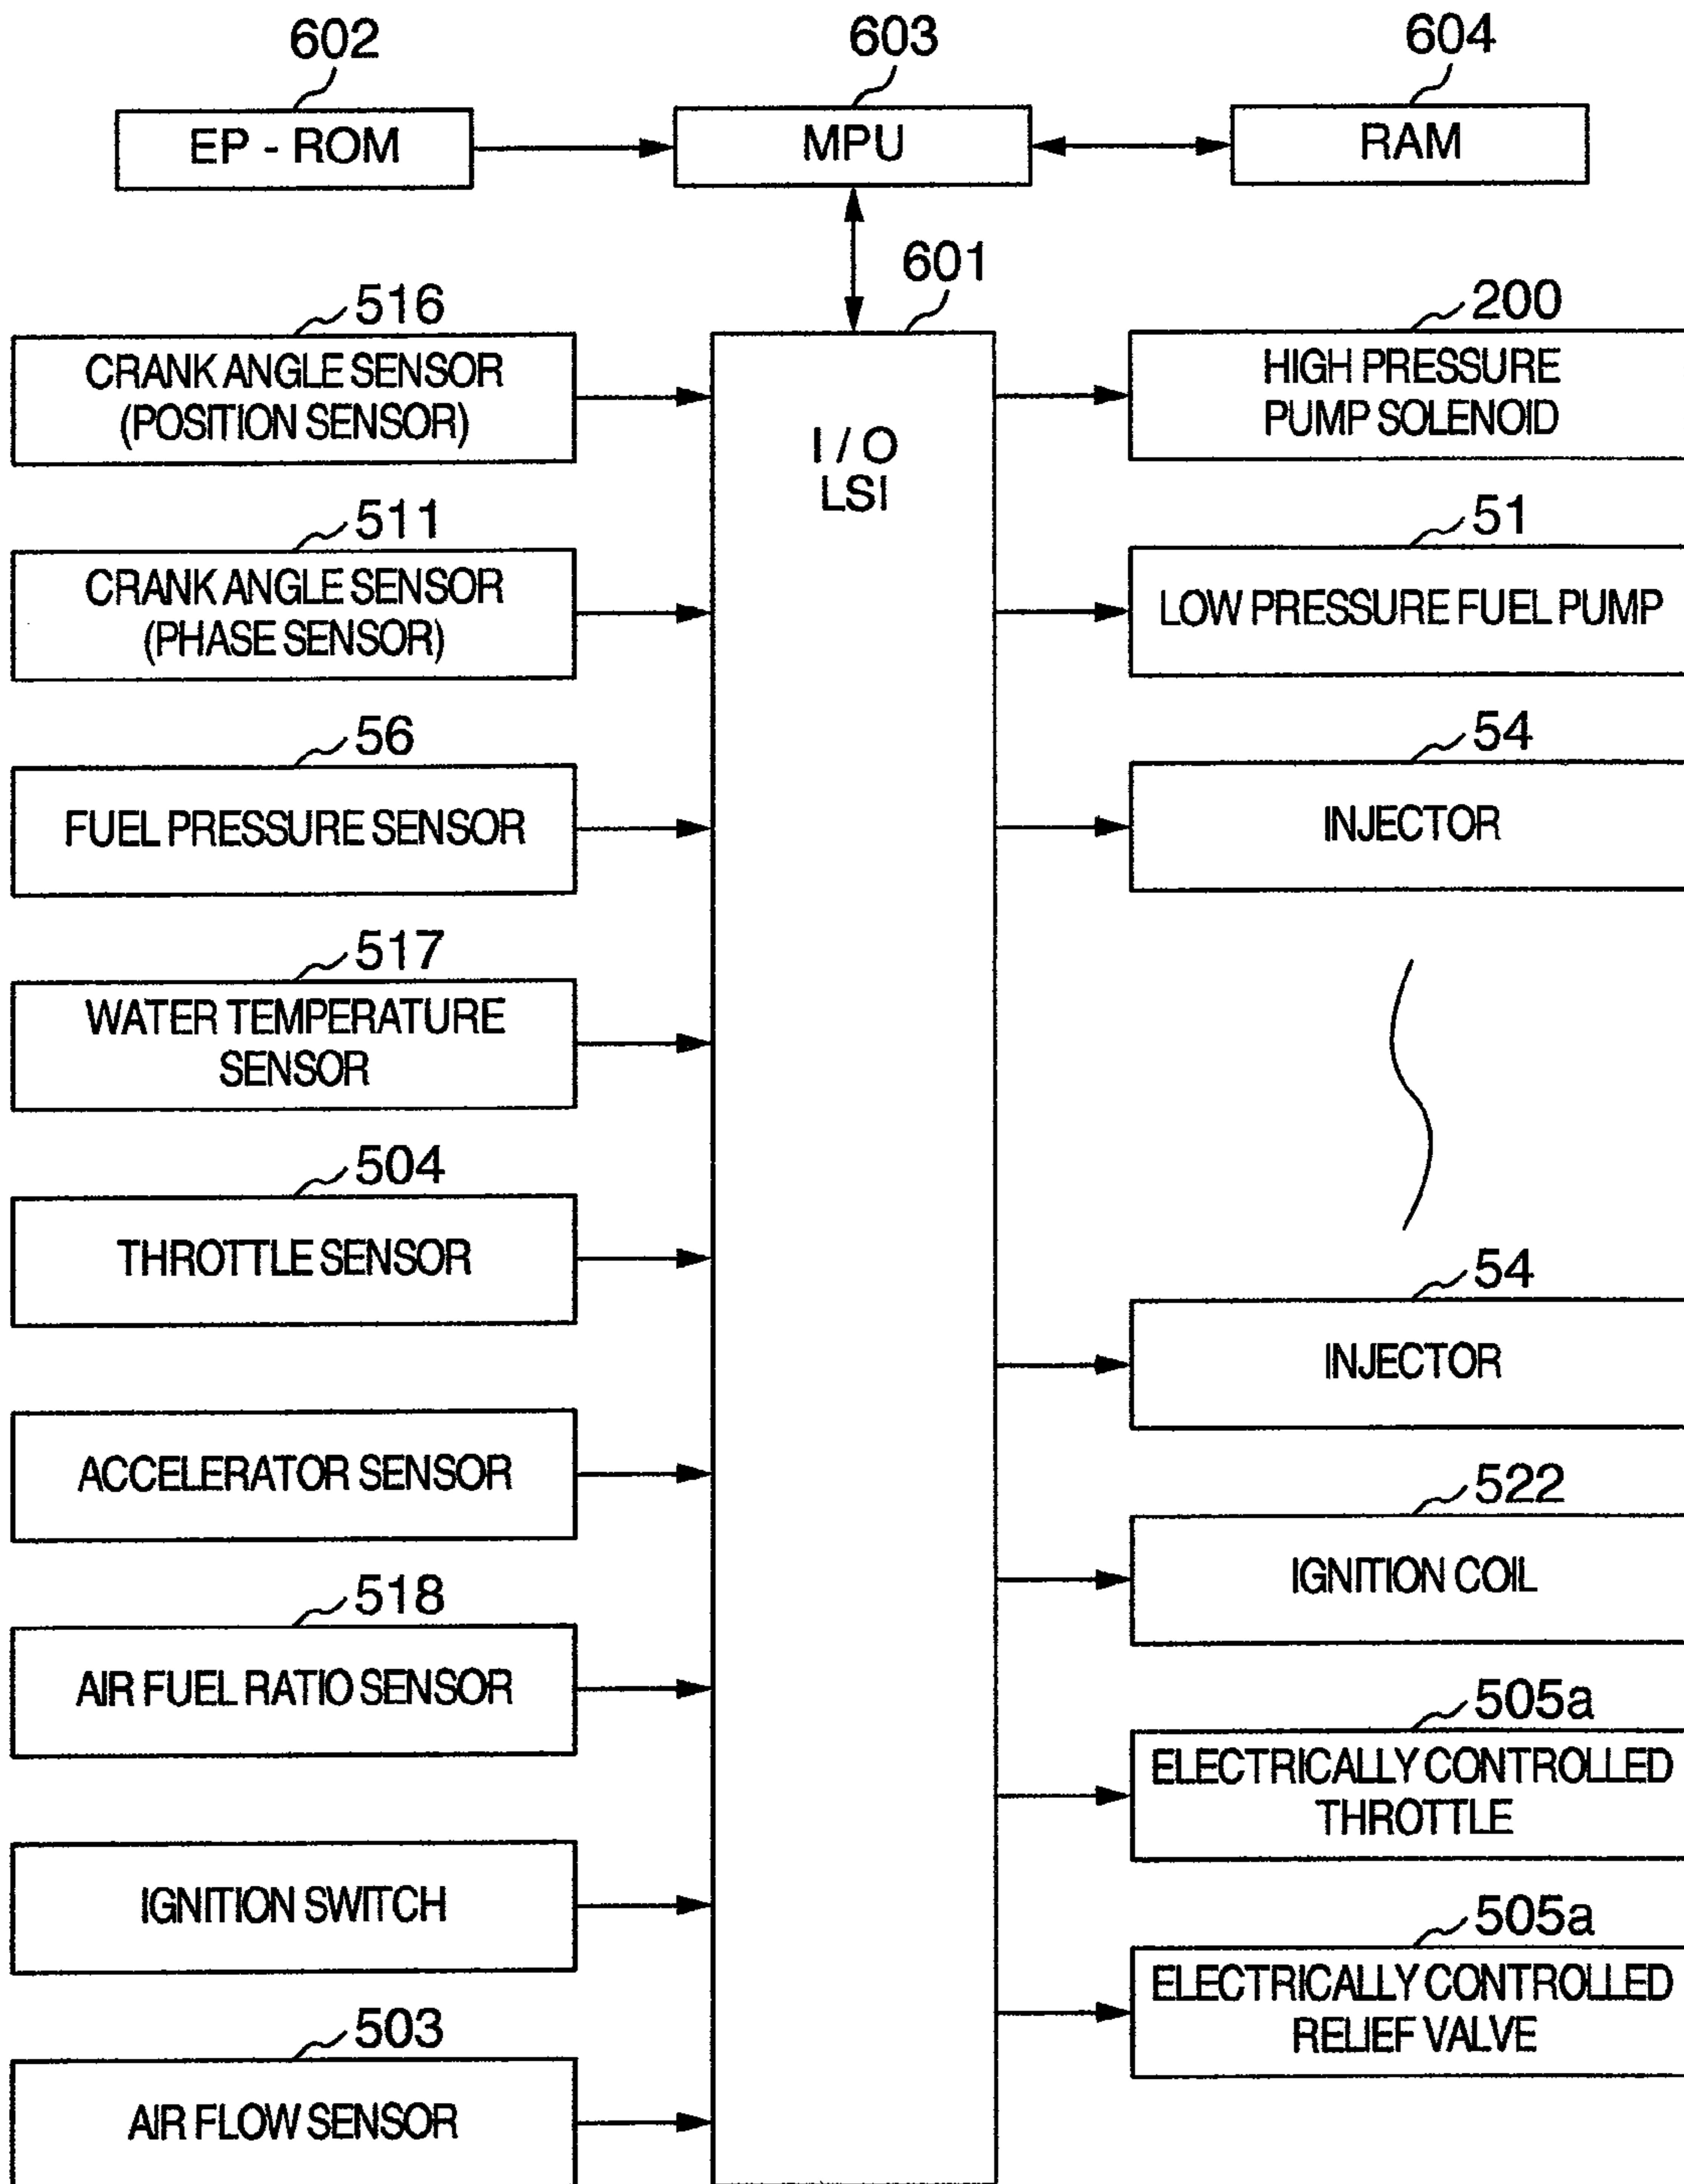 602
603
604
EP - ROM
MPU
RAM
601
516
CRANK ANGLE SENSOR
(POSITION SENSOR)
511
CRANK ANGLE SENSOR
(PHASE SENSOR)
56
FUEL PRESSURE SENSOR
517
WATER TEMPERATURE
SENSOR
504
THROTTLE SENSOR
ACCELERATOR SENSOR
518
AIR FUEL RATIO SENSOR
IGNITION SWITCH
503
AIR FLOW SENSOR
I / O
LSI
200
HIGH PRESSURE
PUMP SOLENOID
51
LOW PRESSURE FUEL PUMP
54
INJECTOR
54
INJECTOR
522
IGNITION COIL
505a
ELECTRICALLY CONTROLLED
THROTTLE
505a
ELECTRICALLY CONTROLLED
RELIEF VALVE